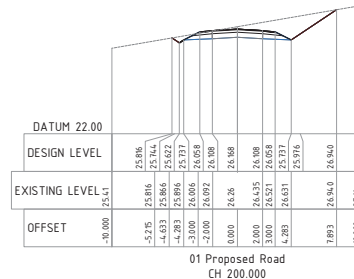 DATUM 22.00
DESIGN LEVEL 25.816 25.744 25.622 25.737 26.058 26.108 26.168 26.108 26.058 25.737 25.976 26.940
EXISTING LEVEL 25.41 25.816 25.866 25.896 26.006 26.092 26.26 26.435 26.521 26.631 26.940
OFFSET -10.000 -5.215 -4.633 -4.283 -3.000 -2.000 0.000 2.000 3.000 4.283 7.893
01 Proposed Road
CH 200.000